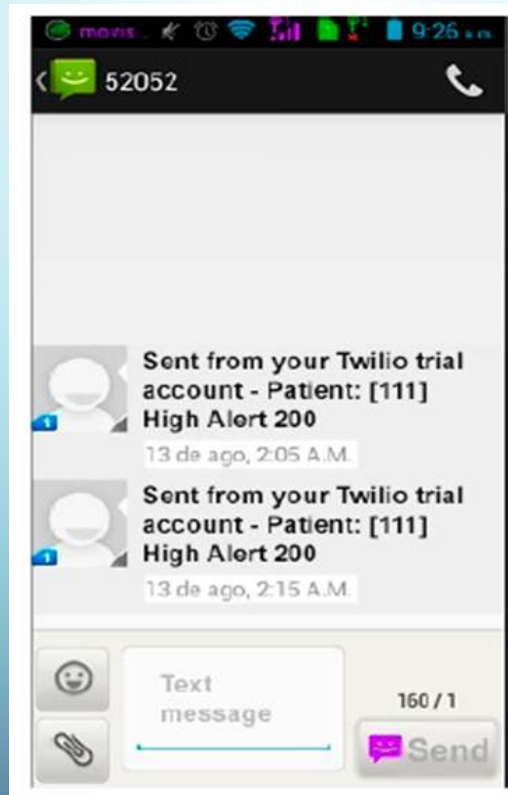 movis... 9:26 a.m.
52052
Sent from your Twilio trial
account - Patient: [111]
High Alert 200
13 de ago, 2:05 A.M.
1
Sent from your Twilio trial
account - Patient: [111]
High Alert 200
13 de ago, 2:15 A.M.
1
Text
message
160 / 1
Send